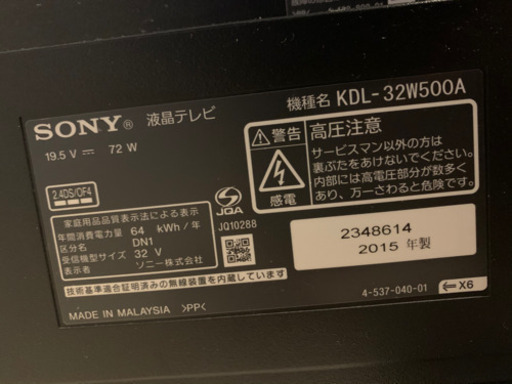 SONY® 液晶テレビ
機種名 KDL-32W500A
19.5 V ⎓ 72 W
2.4DS/OF4
家庭用品品質表示法による表示
年間消費電力量 64 kWh/年
区分名 DN1
受信機型サイズ 32 V
ソニー株式会社
技術基準適合証明済みの無線装置を内蔵しています
MADE IN MALAYSIA >PP<
JQA
JQ10288
警告
感電
高圧注意
サービスマン以外の方は
裏ぶたをあけないでください。
内部には高電圧部分が数多く
あり、万一さわると危険です。
2348614
2015 年製
4-537-040-01
X6